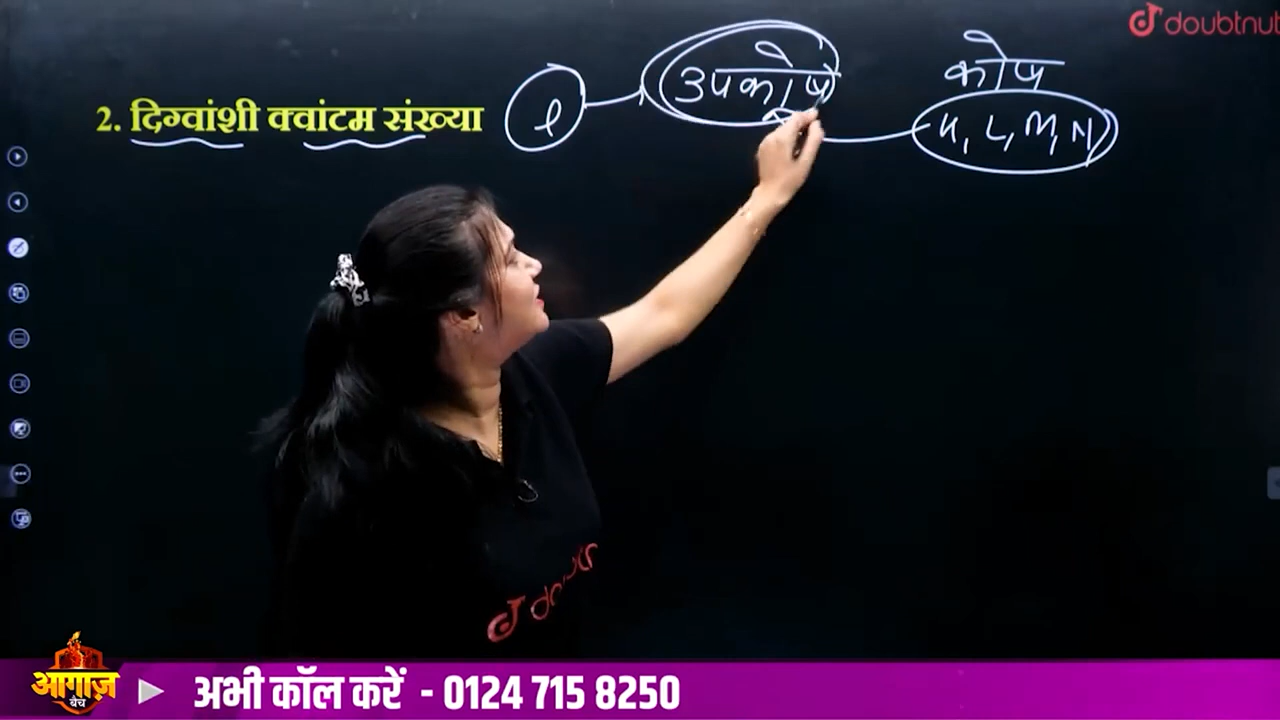 doubtnut
2. दिग्वांशी क्वांटम संख्या
l
उपकोष
कोष
K, L, M, N
आगाज़
बैच
अभी कॉल करें - 0124 715 8250